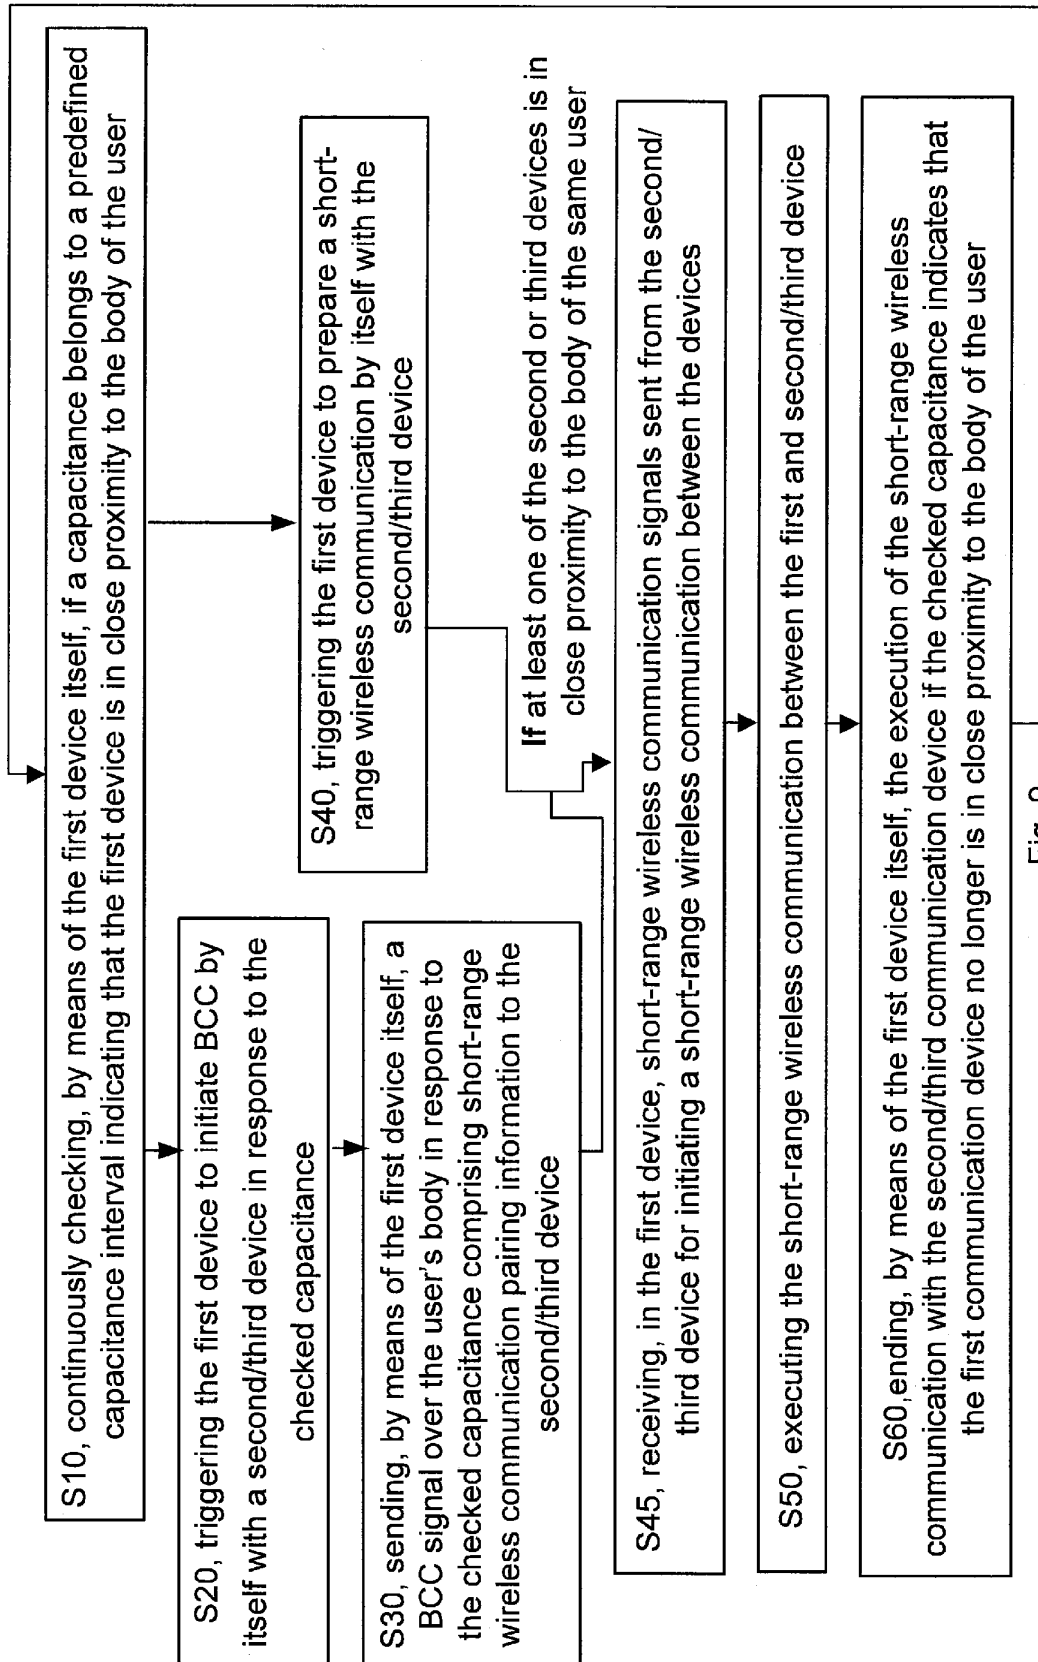 S10, continuously checking, by means of the first device itself, if a capacitance belongs to a predefined
capacitance interval indicating that the first device is in close proximity to the body of the user
S20, triggering the first device to initiate BCC by
itself with a second/third device in response to the
checked capacitance
S30, sending, by means of the first device itself, a
BCC signal over the user's body in response to
the checked capacitance comprising short-range
wireless communication pairing information to the
second/third device
S40, triggering the first device to prepare a short-
range wireless communication by itself with the
second/third device
If at least one of the second or third devices is in
close proximity to the body of the same user
S45, receiving, in the first device, short-range wireless communication signals sent from the second/
third device for initiating a short-range wireless communication between the devices
S50, executing the short-range wireless communication between the first and second/third device
S60,ending, by means of the first device itself, the execution of the short-range wireless
communication with the second/third communication device if the checked capacitance indicates that
the first communication device no longer is in close proximity to the body of the user
Fig.